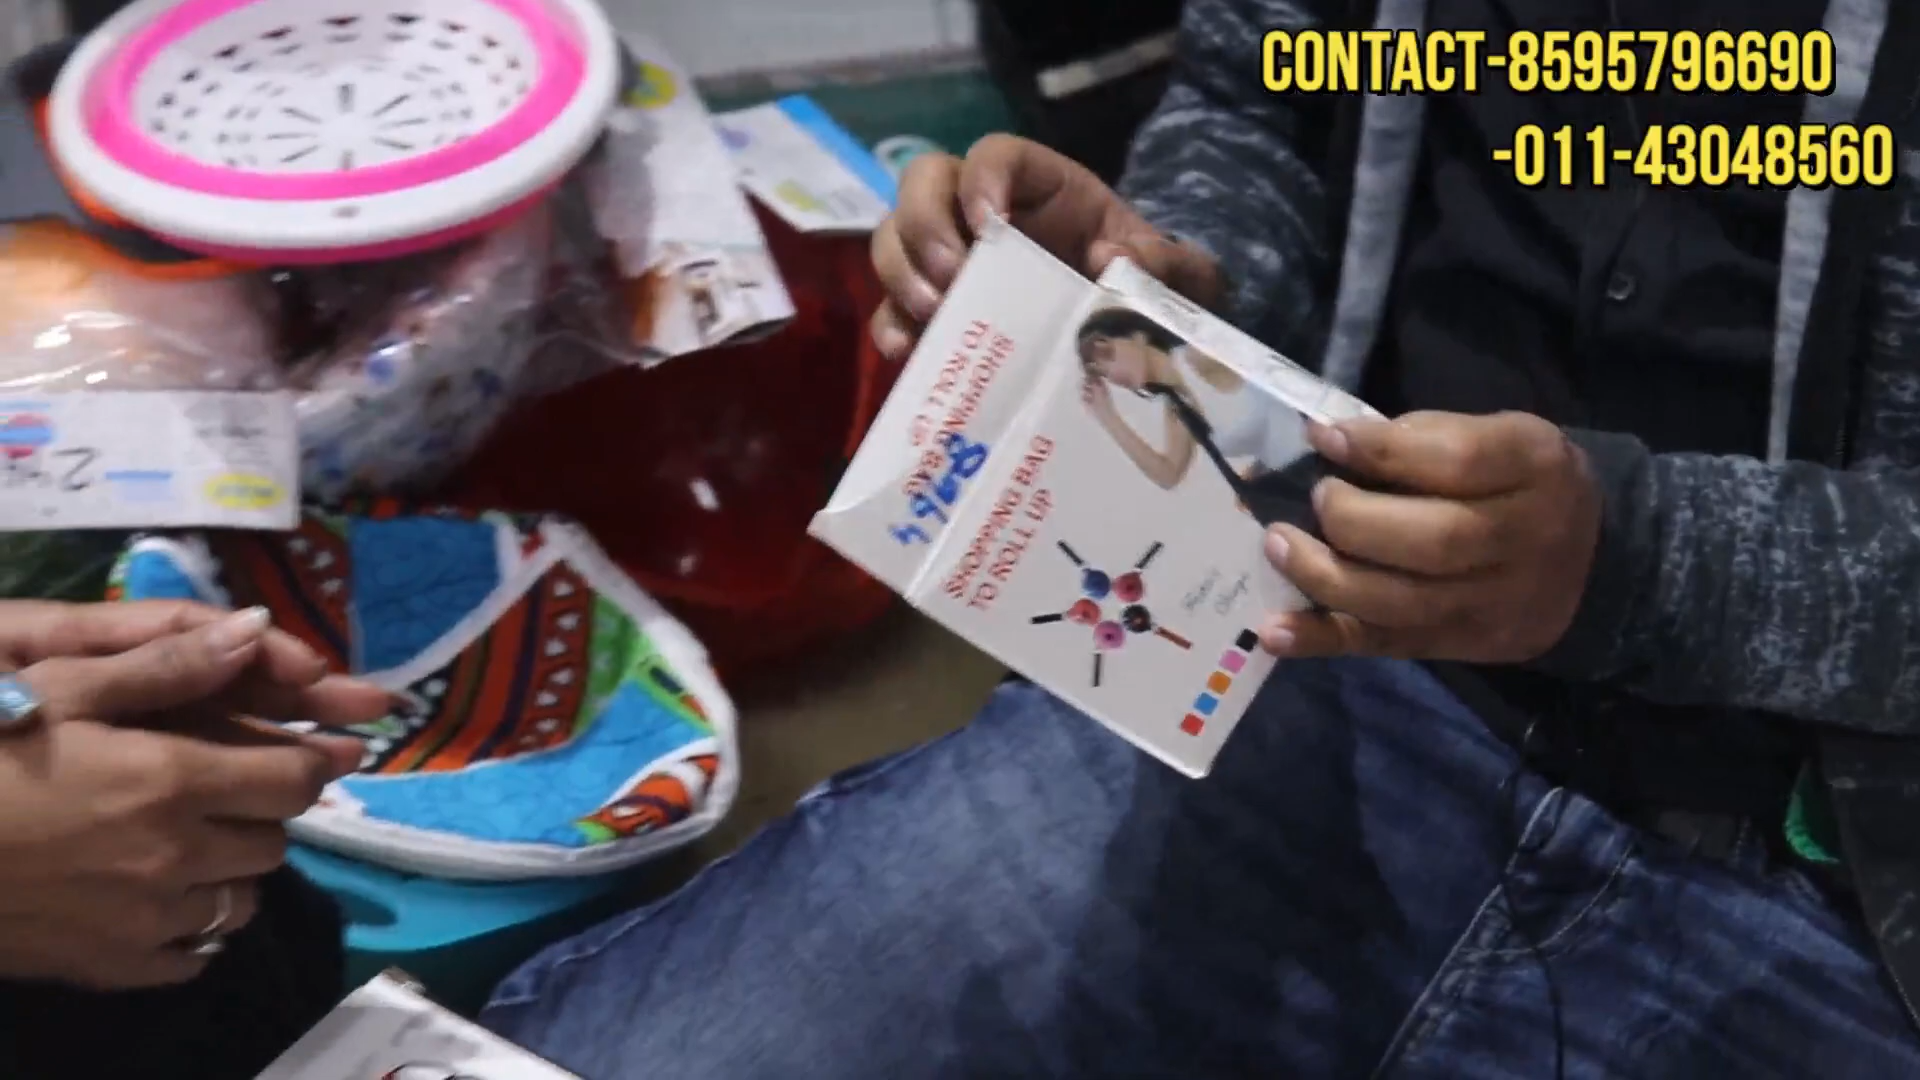 CONTACT-8595796690
-011-43048560
SHOPPING BAG
TO ROLL UP
SHOPPING BAG
TO ROLL UP